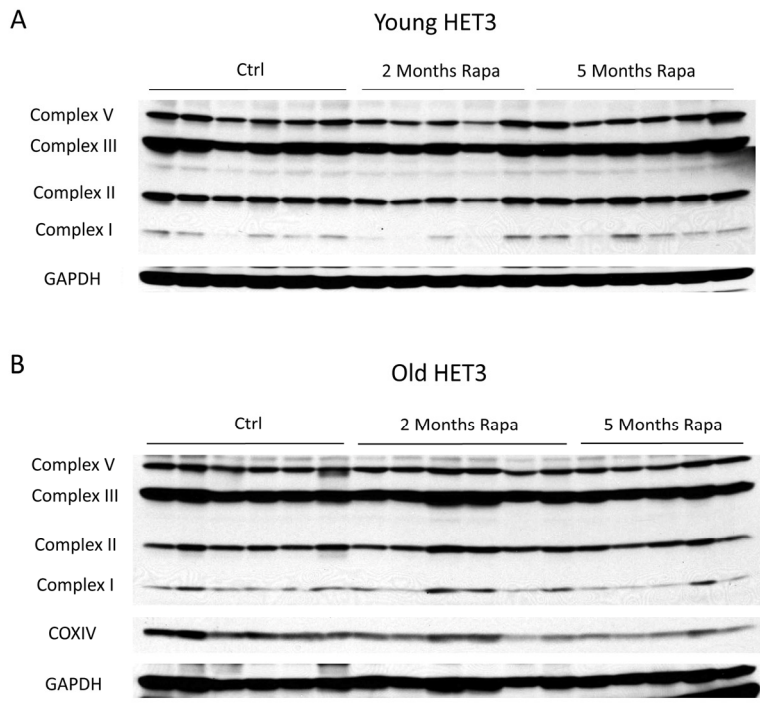 A
Young HET3
Ctrl 2 Months Rapa 5 Months Rapa
Complex V
Complex III
Complex II
Complex I
GAPDH
B
Old HET3
Ctrl 2 Months Rapa 5 Months Rapa
Complex V
Complex III
Complex II
Complex I
COXIV
GAPDH